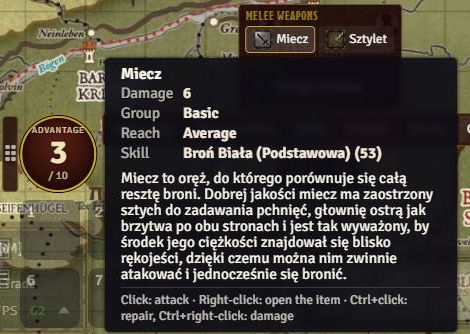 MELEE WEAPONS
Neinleben
Miecz
Sztylet
Bögen
Miecz
Damage 6
Group Basic
Reach Average
Skill Broń Biała (Podstawowa) (53)
ADVANTAGE
3
/ 10
Miecz to oręż, do którego porównuje się całą
resztę broni. Dobrej jakości miecz ma zaostrzony
sztych do zadawania pchnięć, głownię ostrą jak
brzytwa po obu stronach i jest tak wyważony, by
środek jego ciężkości znajdował się blisko
rękojeści, dzięki czemu można nim zwinnie
atakować i jednocześnie się bronić.
Click: attack · Right-click: open the item · Ctrl+click:
repair, Ctrl+right-click: damage